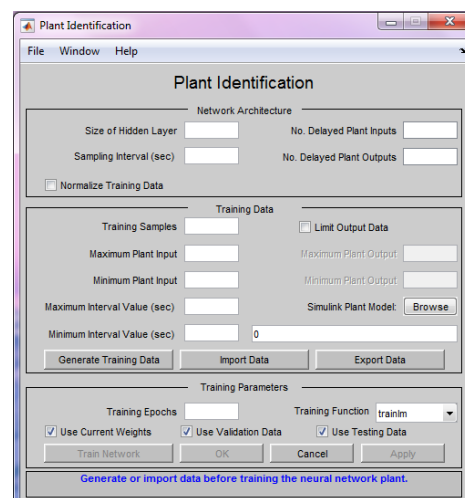 Plant Identification
File Window Help
Plant Identification
Network Architecture
Size of Hidden Layer No. Delayed Plant Inputs
Sampling Interval (sec) No. Delayed Plant Outputs
Normalize Training Data
Training Data
Training Samples Limit Output Data
Maximum Plant Input Maximum Plant Output
Minimum Plant Input Minimum Plant Output
Maximum Interval Value (sec) Simulink Plant Model: Browse
Minimum Interval Value (sec) 0
Generate Training Data Import Data Export Data
Training Parameters
Training Epochs Training Function trainlm
Use Current Weights Use Validation Data Use Testing Data
Train Network OK Cancel Apply
Generate or import data before training the neural network plant.